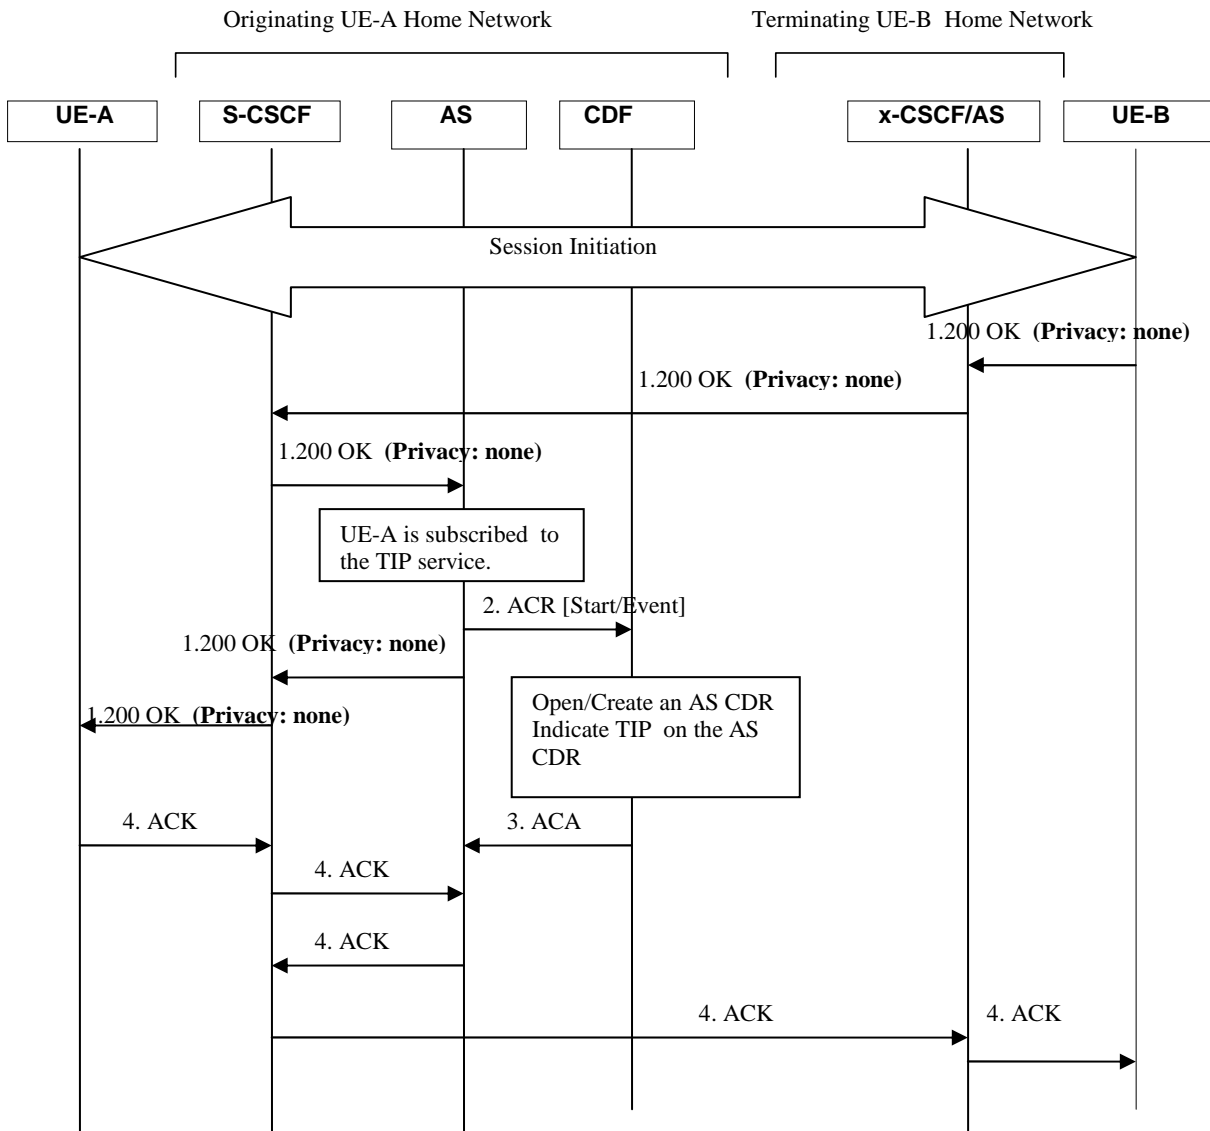 Originating UE-A Home Network
Terminating UE-B  Home Network
UE-A
S-CSCF
AS
CDF
x-CSCF/AS
UE-B
Session Initiation
1.200 OK  (Privacy: none)
1.200 OK  (Privacy: none)
1.200 OK  (Privacy: none)
UE-A is subscribed  to
the TIP service.
2. ACR [Start/Event]
1.200 OK  (Privacy: none)
Open/Create an AS CDR
Indicate TIP  on the AS
CDR
1.200 OK  (Privacy: none)
4. ACK
3. ACA
4. ACK
4. ACK
4. ACK
4. ACK